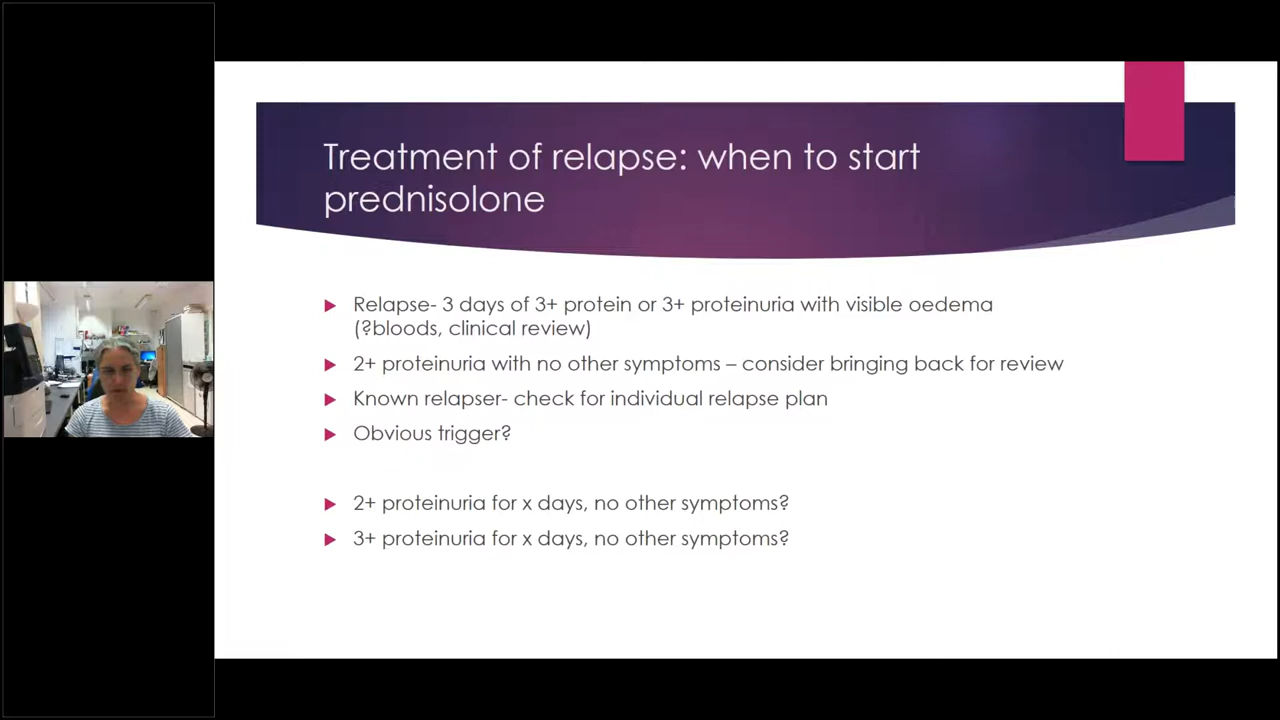 Treatment of relapse: when to start
prednisolone
Relapse- 3 days of 3+ protein or 3+ proteinuria with visible oedema
(?bloods, clinical review)
2+ proteinuria with no other symptoms – consider bringing back for review
Known relapser- check for individual relapse plan
Obvious trigger?
2+ proteinuria for x days, no other symptoms?
3+ proteinuria for x days, no other symptoms?